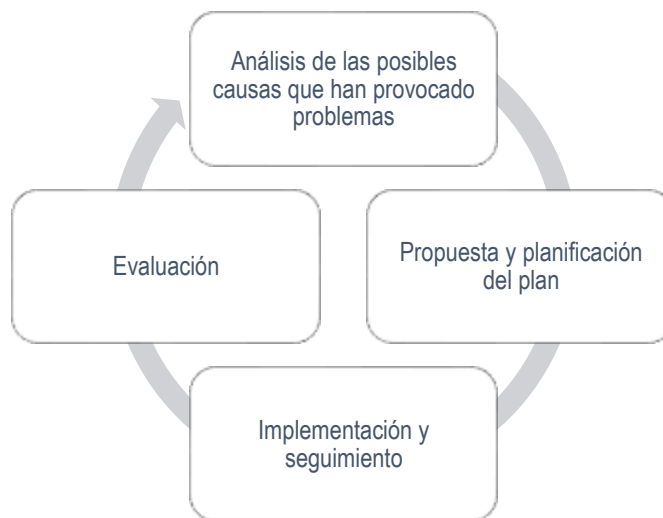 Análisis de las posibles
causas que han provocado
problemas
Propuesta y planificación
del plan
Implementación y
seguimiento
Evaluación